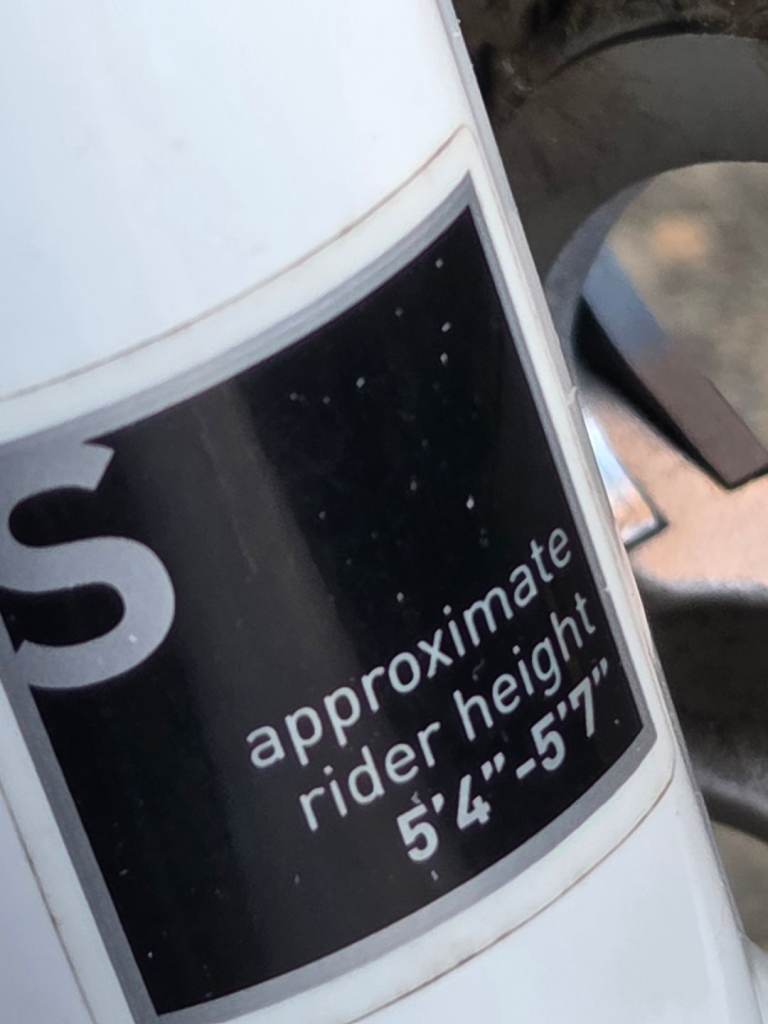 S
approximate
rider height
5'4"-5'7"